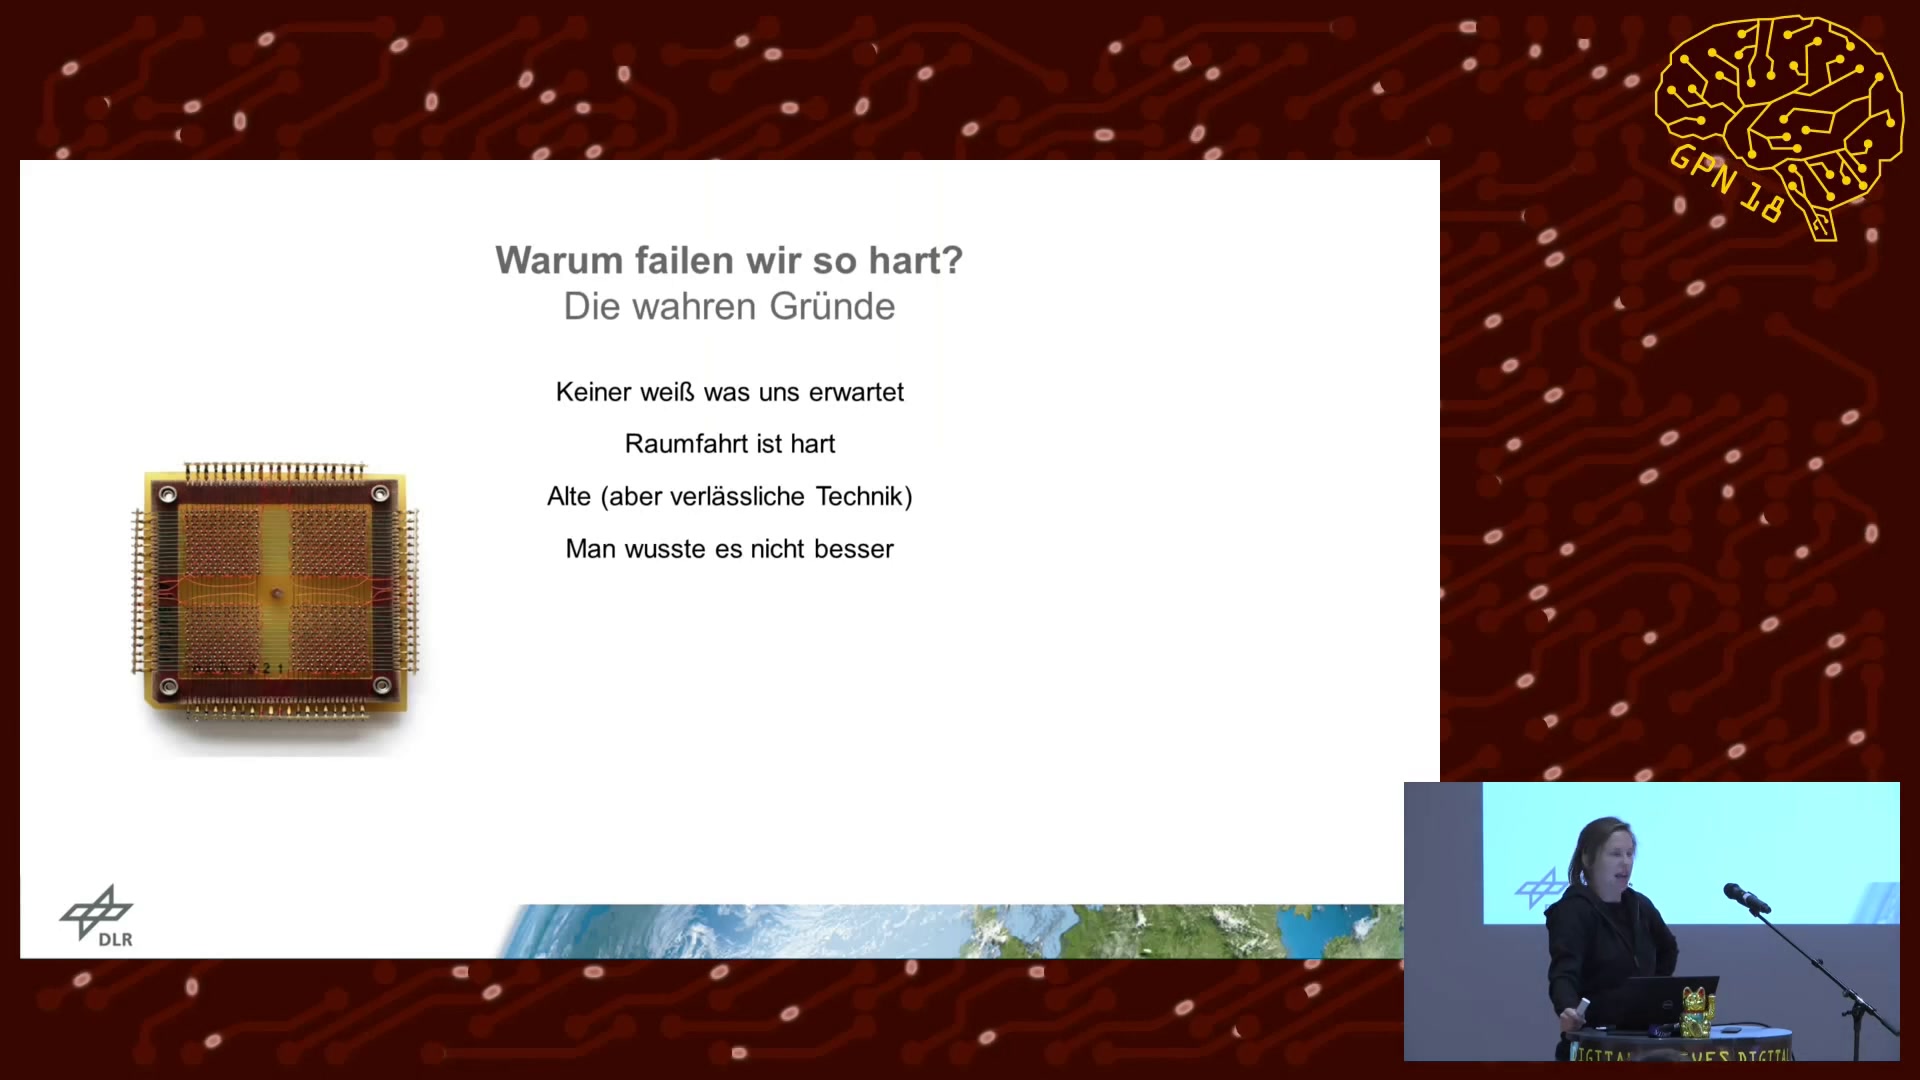 GPN 18
Warum failen wir so hart?
Die wahren Gründe
Keiner weiß was uns erwartet
Raumfahrt ist hart
Alte (aber verlässliche Technik)
Man wusste es nicht besser
DLR